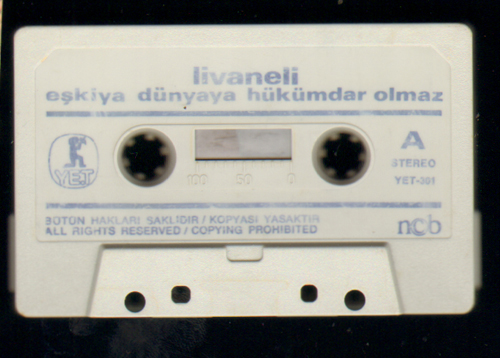 livaneli
eşkiya dünyaya hükümdar olmaz
YET
A
STEREO
YET-301
100 50 0
BÜTÜN HAKLARI SAKLIDIR / KOPYASI YASAKTIR
ALL RIGHTS RESERVED / COPYING PROHIBITED
ncb